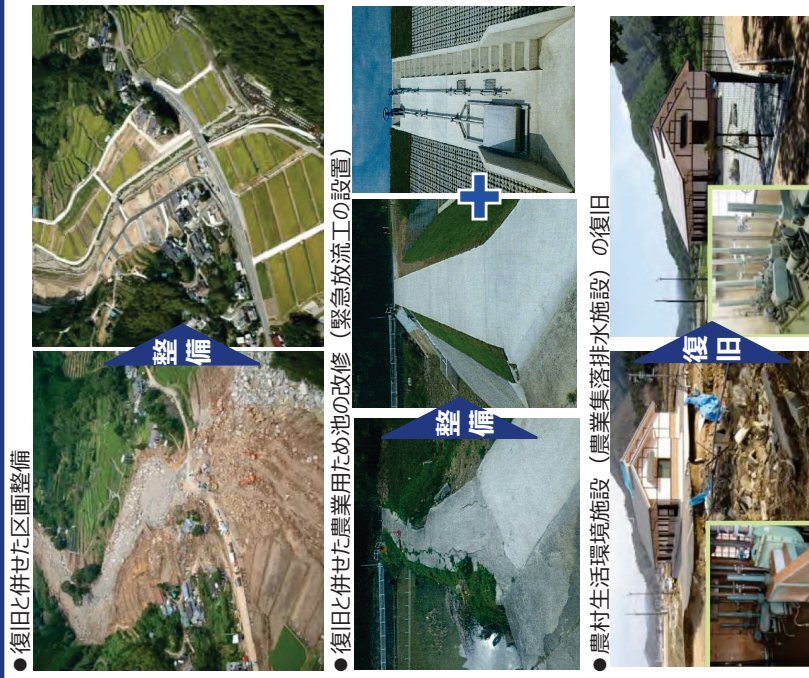 ●復旧と併せた区画整備
整備
●復旧と併せた農業用ため池の改修（緊急放流工の設置）
整備
●農村生活環境施設（農業集落排水施設）の復旧
復旧